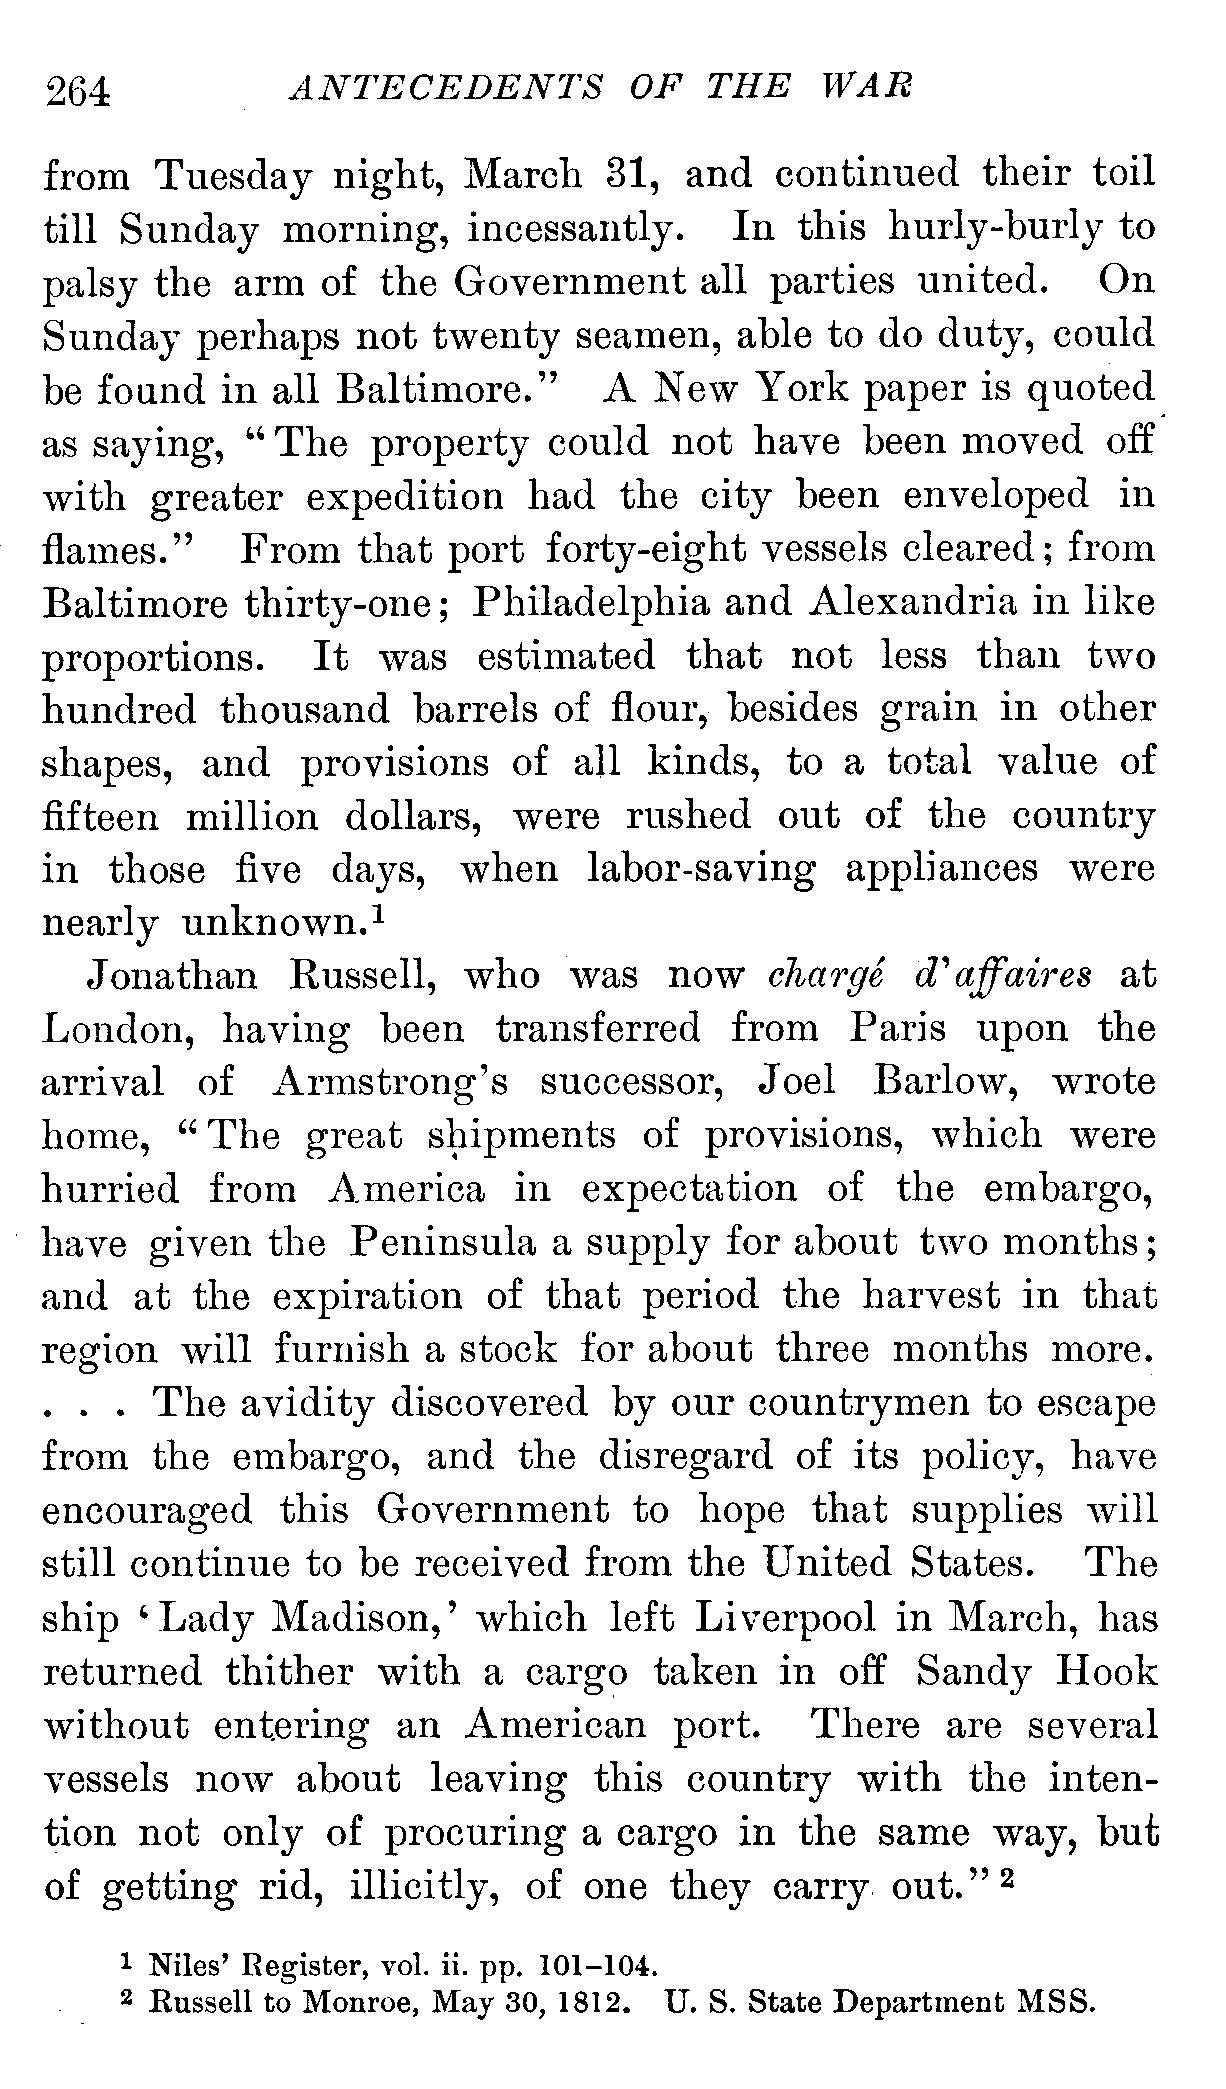 264 ANTECEDENTS OF THE WAR
from Tuesday night, March 31, and continued their toil
till Sunday morning, incessantly. In this hurly-burly to
palsy the arm of the Government all parties united. On
Sunday perhaps not twenty seamen, able to do duty, could
be found in all Baltimore.” A New York paper is quoted
as saying, “The property could not have been moved off
with greater expedition had the city been enveloped in
flames.” From that port forty-eight vessels cleared; from
Baltimore thirty-one; Philadelphia and Alexandria in like
proportions. It was estimated that not less than two
hundred thousand barrels of flour, besides grain in other
shapes, and provisions of all kinds, to a total value of
fifteen million dollars, were rushed out of the country
in those five days, when labor-saving appliances were
nearly unknown.¹
Jonathan Russell, who was now chargé d'affaires at
London, having been transferred from Paris upon the
arrival of Armstrong's successor, Joel Barlow, wrote
home, “The great shipments of provisions, which were
hurried from America in expectation of the embargo,
have given the Peninsula a supply for about two months;
and at the expiration of that period the harvest in that
region will furnish a stock for about three months more.
. . . The avidity discovered by our countrymen to escape
from the embargo, and the disregard of its policy, have
encouraged this Government to hope that supplies will
still continue to be received from the United States. The
ship ‘Lady Madison,’ which left Liverpool in March, has
returned thither with a cargo taken in off Sandy Hook
without entering an American port. There are several
vessels now about leaving this country with the inten-
tion not only of procuring a cargo in the same way, but
of getting rid, illicitly, of one they carry out.” ²
¹ Niles' Register, vol. ii. pp. 101–104.
² Russell to Monroe, May 30, 1812. U. S. State Department MSS.